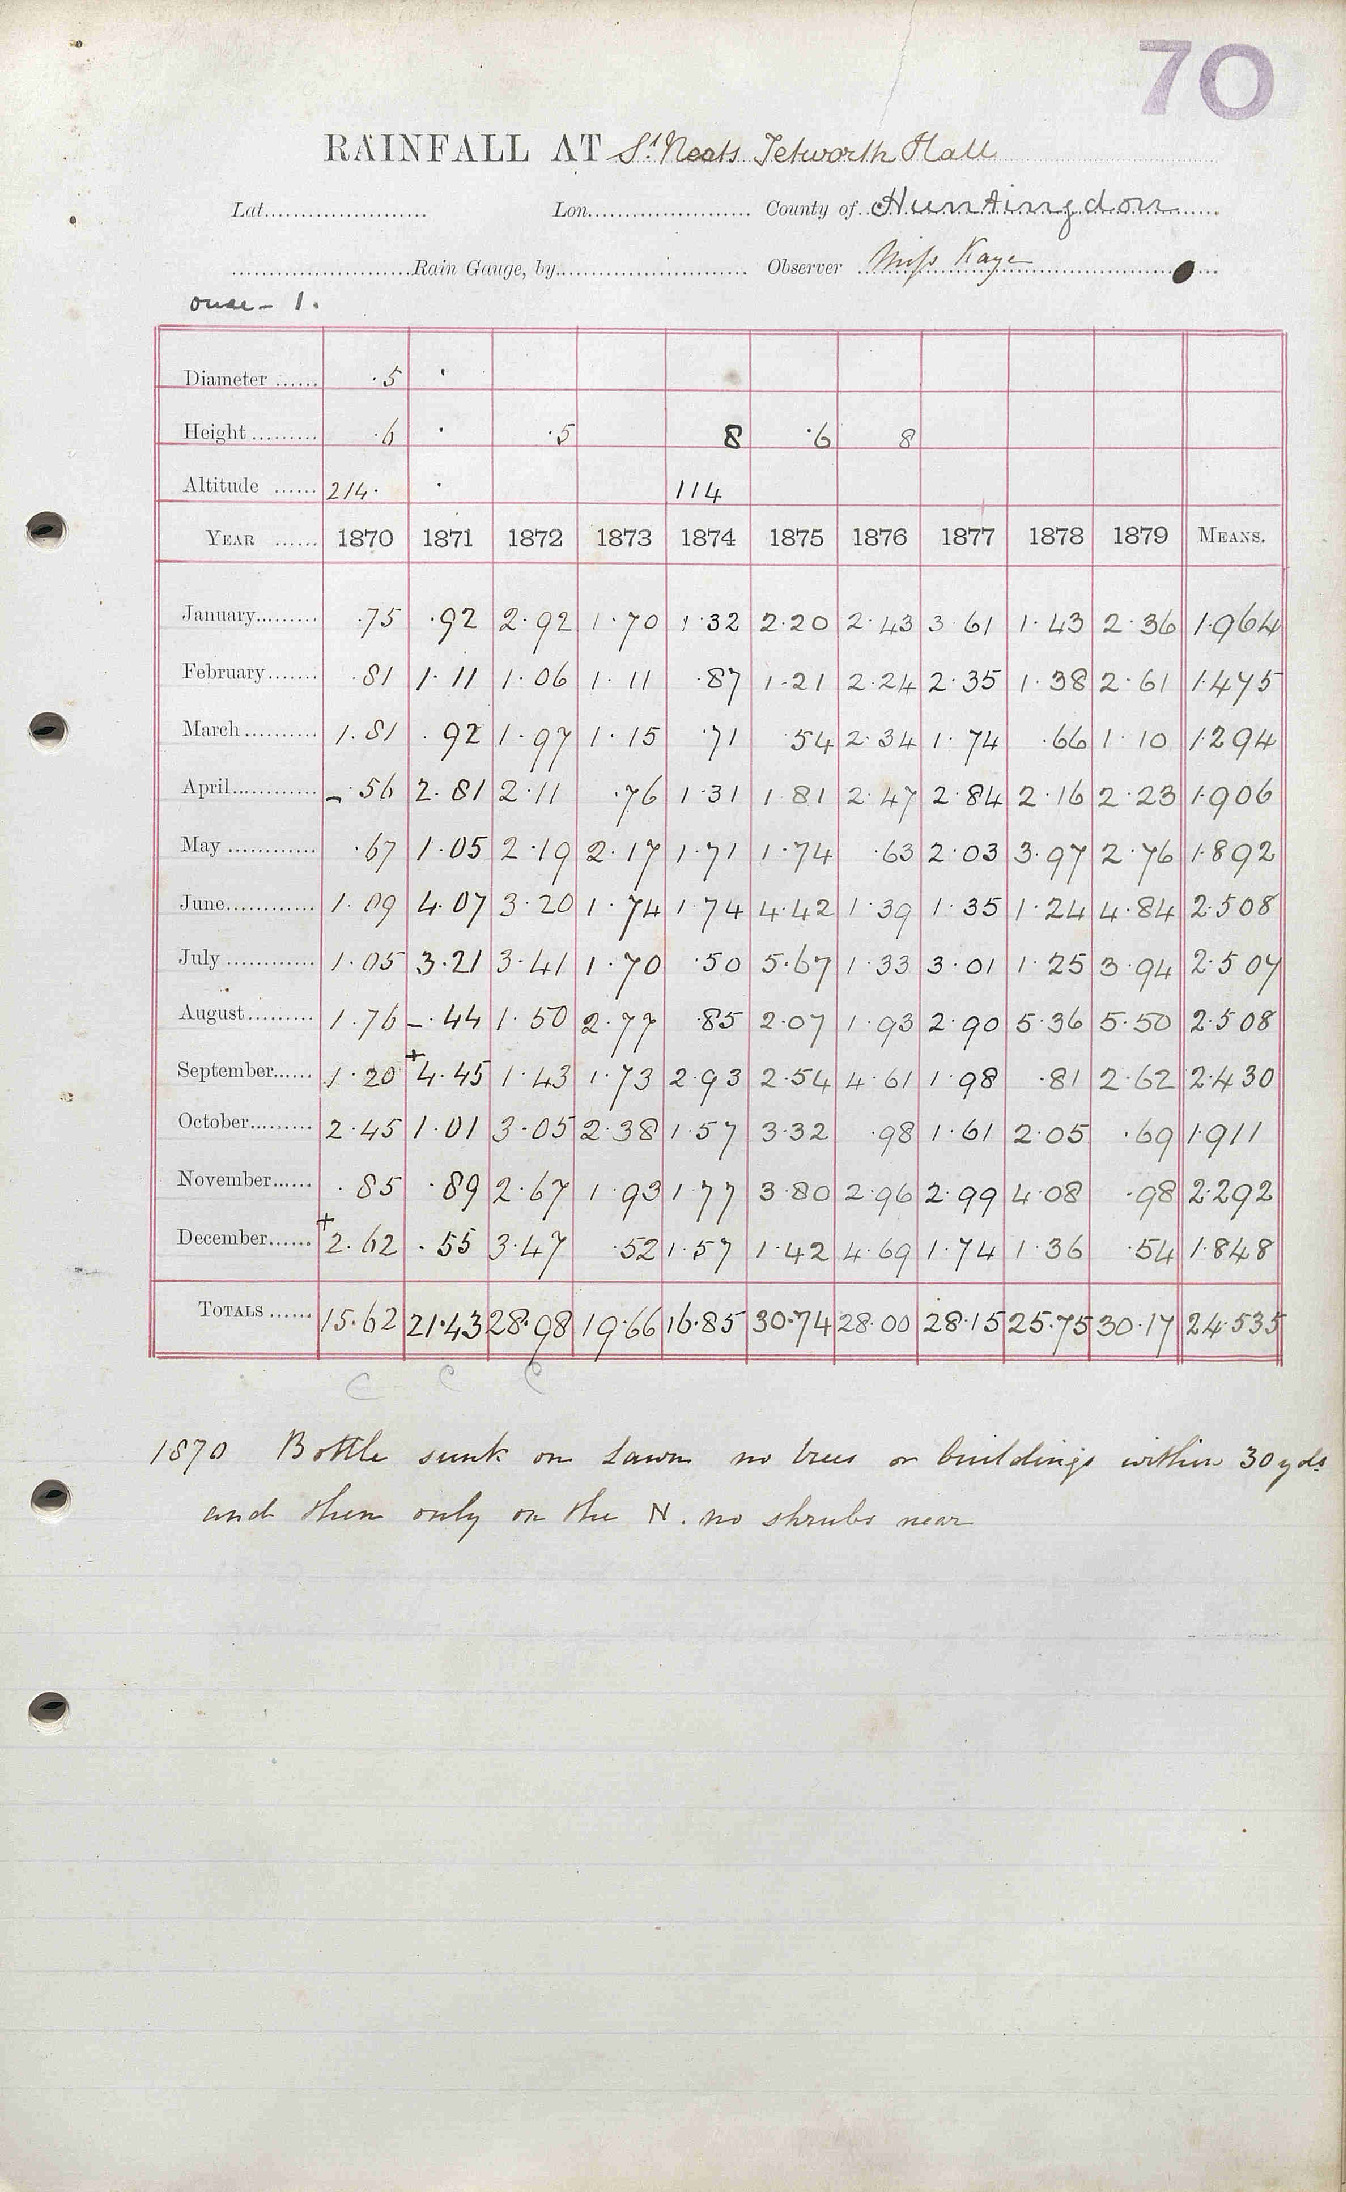 70
RAINFALL AT St Neots Tetworth Hall
Lat. Lon. County of Huntingdon
Rain Gauge, by Observer Miss Kaye
ouse - 1.
Diameter ...... ·5 ·
Height ......... ·6 · ·5 8 ·6 8
Altitude ...... 214· · 114
YEAR ...... 1870 1871 1872 1873 1874 1875 1876 1877 1878 1879 MEANS.
January......... ·75 ·92 2·92 1·70 1·32 2·20 2·43 3·61 1·43 2·36 1·964
February....... ·81 1·11 1·06 1·11 ·87 1·21 2·24 2·35 1·38 2·61 1·475
March.......... 1·81 ·92 1·97 1·15 ·71 ·54 2·34 1·74 ·66 1·10 1·294
April............ – ·56 2·81 2·11 ·76 1·31 1·81 2·47 2·84 2·16 2·23 1·906
May ............ ·67 1·05 2·19 2·17 1·71 1·74 ·63 2·03 3·97 2·76 1·892
June............ 1·09 4·07 3·20 1·74 1·74 4·42 1·39 1·35 1·24 4·84 2·508
July ............ 1·05 3·21 3·41 1·70 ·50 5·67 1·33 3·01 1·25 3·94 2·507
August......... 1·76 – ·44 1·50 2·77 ·85 2·07 1·93 2·90 5·36 5·50 2·508
September...... 1·20 +4·45 1·43 1·73 2·93 2·54 4·61 1·98 ·81 2·62 2·430
October......... 2·45 1·01 3·05 2·38 1·57 3·32 ·98 1·61 2·05 ·69 1·911
November...... ·85 ·89 2·67 1·93 1·77 3·80 2·96 2·99 4·08 ·98 2·292
December...... +2·62 ·55 3·47 ·52 1·57 1·42 4·69 1·74 1·36 ·54 1·848
TOTALS ...... 15·62 21·43 28·98 19·66 16·85 30·74 28·00 28·15 25·75 30·17 24·535
C C C
1870 Bottle sunk on Lawn no trees or buildings within 30 yds
and then only on the N. no shrubs near